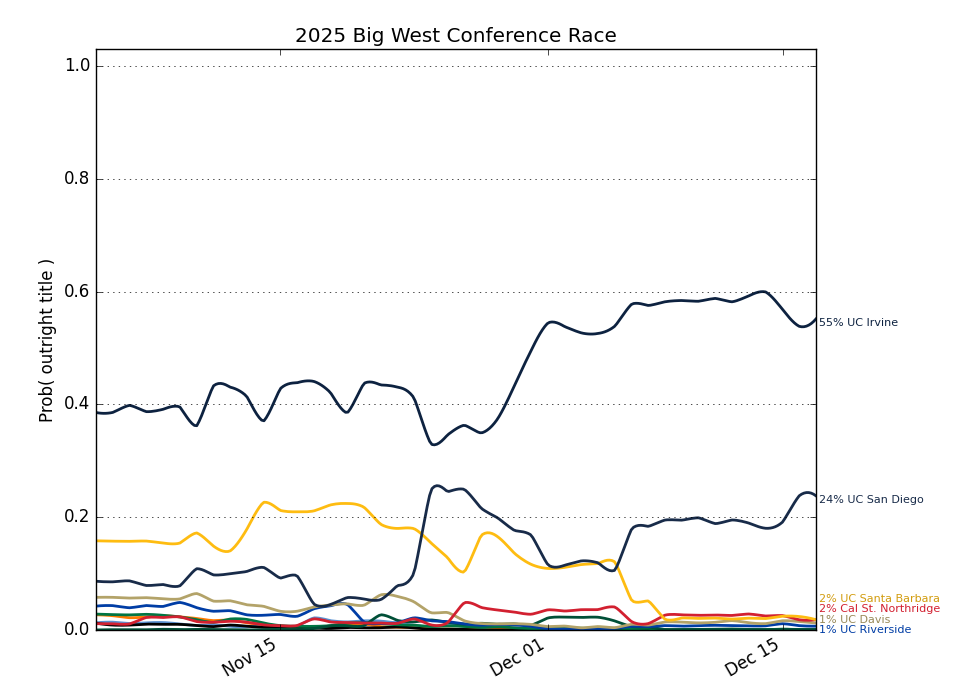 2025 Big West Conference Race
Prob( outright title )
1.0
0.8
0.6
0.4
0.2
0.0
Nov 15
Dec 01
Dec 15
55% UC Irvine
24% UC San Diego
2% UC Santa Barbara
2% Cal St. Northridge
1% UC Davis
1% UC Riverside